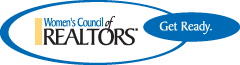 Women's Council of
REALTORS®
Get Ready.